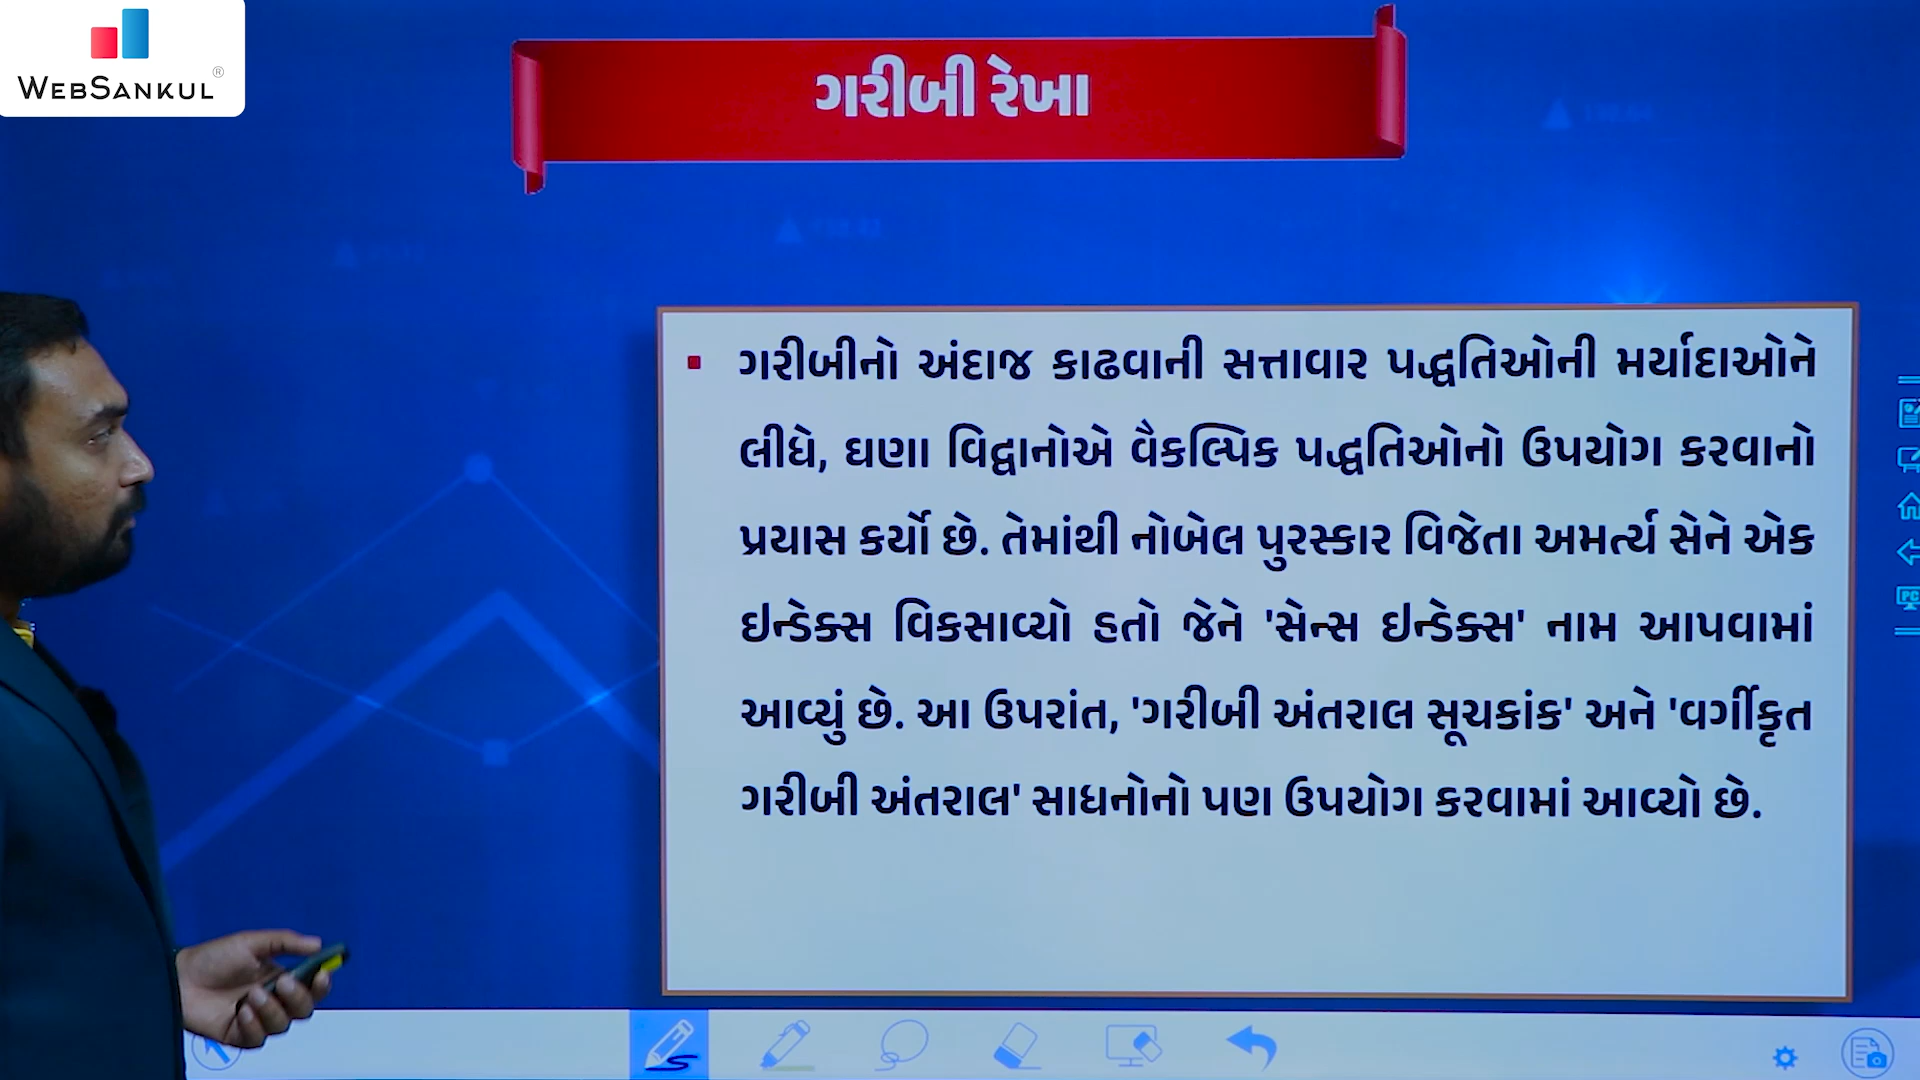 WEBSANKUL®
ગરીબી રેખા
▪ ગરીબીનો અંદાજ કાઢવાની સત્તાવાર પદ્ધતિઓની મર્યાદાઓને
લીધે, ઘણા વિદ્વાનોએ વૈકલ્પિક પદ્ધતિઓનો ઉપયોગ કરવાનો
પ્રયાસ કર્યો છે. તેમાંથી નોબેલ પુરસ્કાર વિજેતા અમર્ત્ય સેને એક
ઇન્ડેક્સ વિકસાવ્યો હતો જેને 'સેન્સ ઇન્ડેક્સ' નામ આપવામાં
આવ્યું છે. આ ઉપરાંત, 'ગરીબી અંતરાલ સૂચકાંક' અને 'વર્ગીકૃત
ગરીબી અંતરાલ' સાધનોનો પણ ઉપયોગ કરવામાં આવ્યો છે.
PC